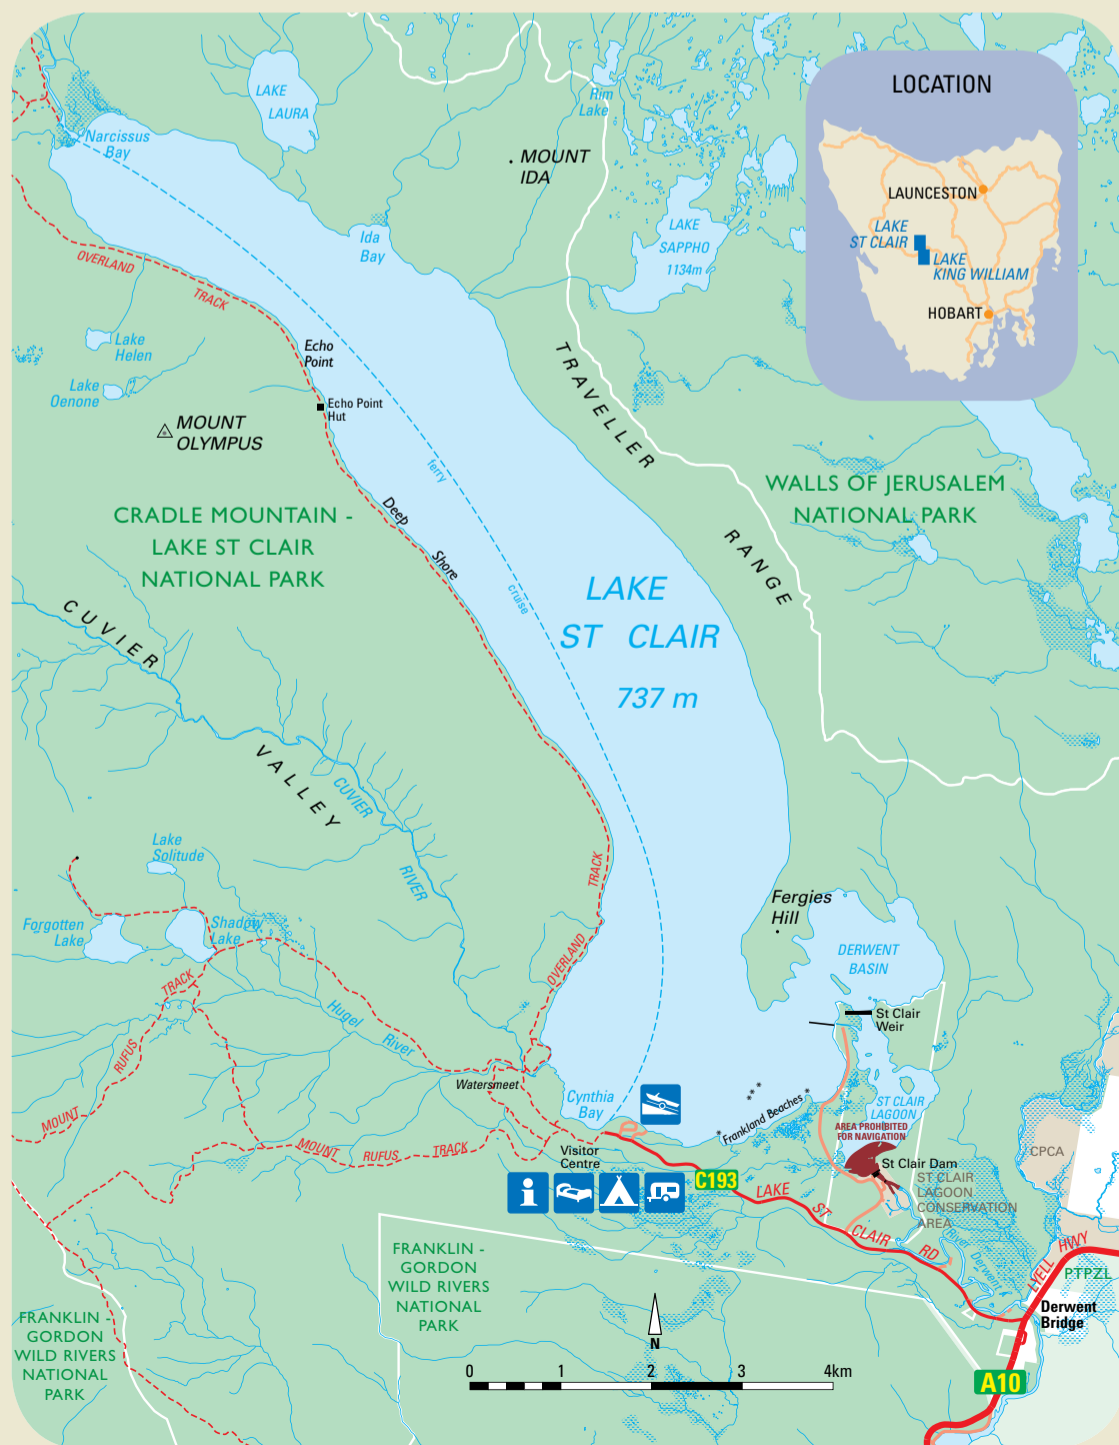 LOCATION
LAUNCESTON
LAKE
ST CLAIR
LAKE
KING WILLIAM
HOBART
LAKE
LAURA
Rim
Lake
Narcissus
Bay
MOUNT
IDA
Ida
Bay
LAKE
SAPPHO
1134m
OVERLAND
TRACK
Lake
Helen
Lake
Oenone
Echo
Point
Echo Point
Hut
MOUNT
OLYMPUS
TRAVELLER
RANGE
ferry
cruise
Deep
Shore
WALLS OF JERUSALEM
NATIONAL PARK
CRADLE MOUNTAIN -
LAKE ST CLAIR
NATIONAL PARK
LAKE
ST CLAIR
737 m
CUVIER
VALLEY
CUVIER
RIVER
Lake
Solitude
Forgotten
Lake
Shadow
Lake
TRACK
OVERLAND
Fergies
Hill
DERWENT
BASIN
St Clair
Weir
TRACK
RUFUS
MOUNT
Hugel
River
Watersmeet
Cynthia
Bay
Frankland Beaches
ST CLAIR
LAGOON
AREA PROHIBITED
FOR NAVIGATION
MOUNT
RUFUS
TRACK
Visitor
Centre
i
C193
St Clair Dam
ST CLAIR
LAGOON
CONSERVATION
AREA
CPCA
LAKE
ST
CLAIR
RD
River Derwent
LYELL
HWY
PTPZL
Derwent
Bridge
A10
FRANKLIN -
GORDON
WILD RIVERS
NATIONAL
PARK
FRANKLIN -
GORDON
WILD RIVERS
NATIONAL
PARK
N
0 1 2 3 4km